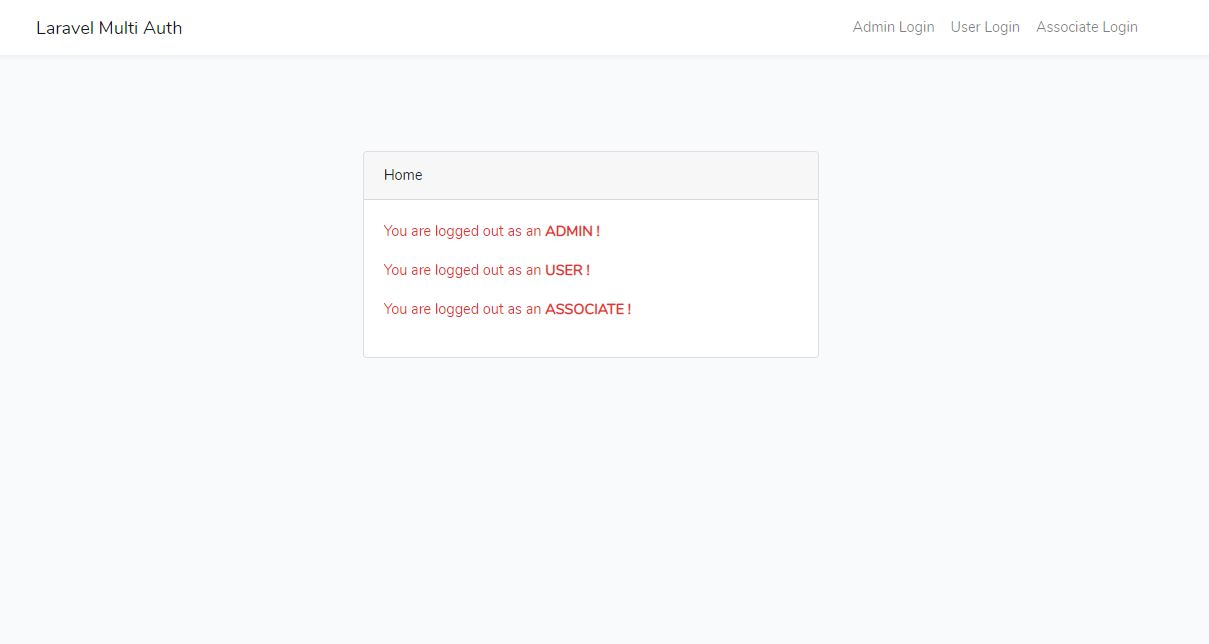 Laravel Multi Auth
Admin Login User Login Associate Login
Home
You are logged out as an ADMIN !
You are logged out as an USER !
You are logged out as an ASSOCIATE !